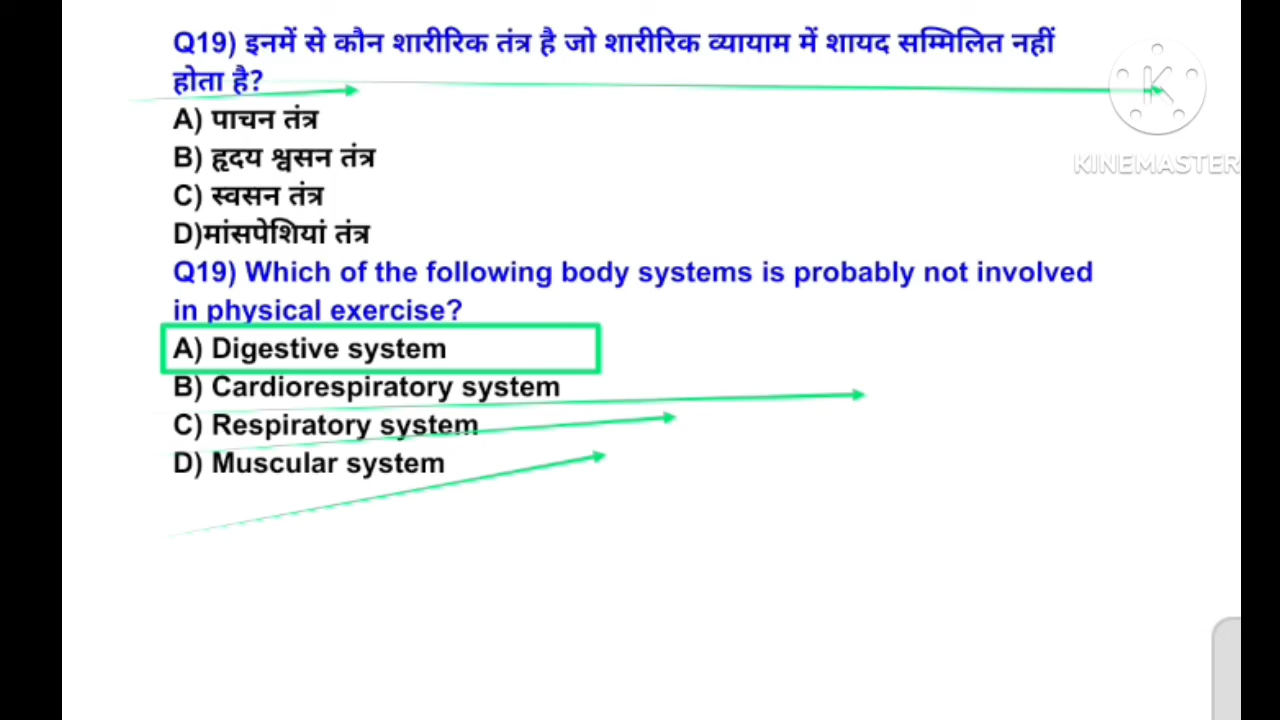 Q19) इनमें से कौन शारीरिक तंत्र है जो शारीरिक व्यायाम में शायद सम्मिलित नहीं
होता है?
A) पाचन तंत्र
B) हृदय श्वसन तंत्र
C) स्वसन तंत्र
D)मांसपेशियां तंत्र
Q19) Which of the following body systems is probably not involved
in physical exercise?
A) Digestive system
B) Cardiorespiratory system
C) Respiratory system
D) Muscular system
K
KINEMASTER